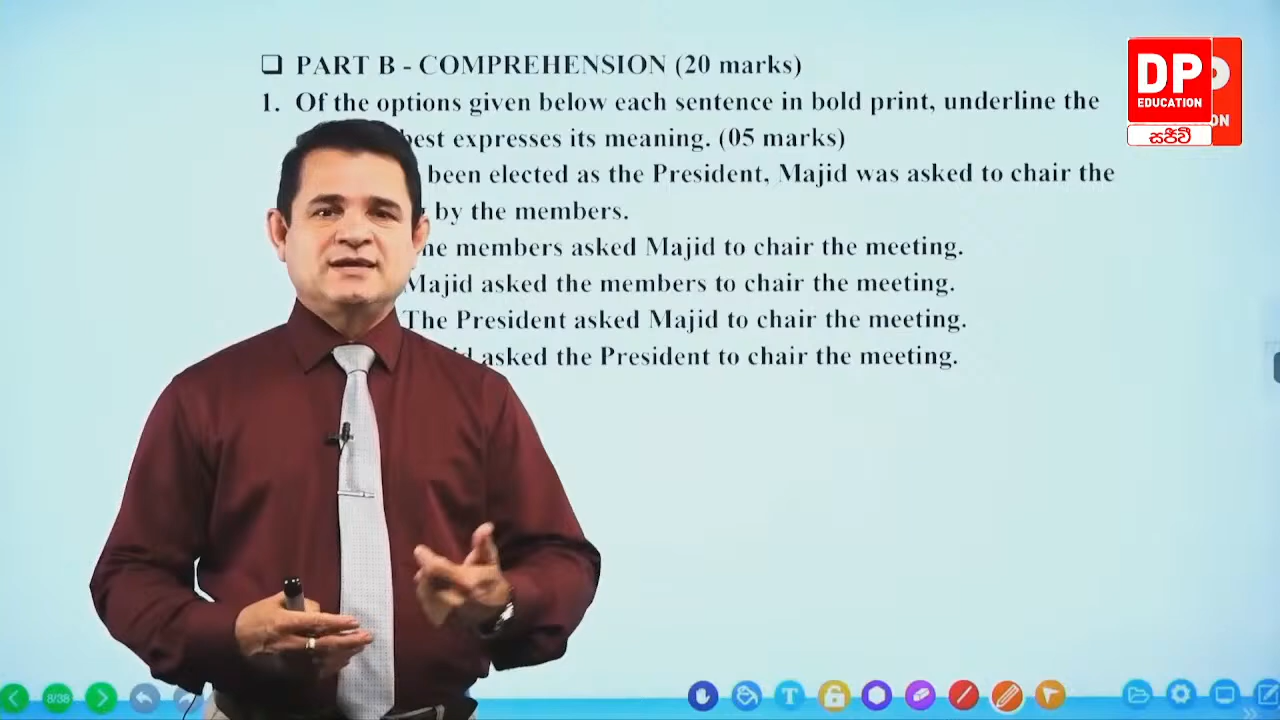 ❑ PART B - COMPREHENSION (20 marks)
1. Of the options given below each sentence in bold print, underline the
best expresses its meaning. (05 marks)
been elected as the President, Majid was asked to chair the
by the members.
members asked Majid to chair the meeting.
Majid asked the members to chair the meeting.
The President asked Majid to chair the meeting.
asked the President to chair the meeting.
DP
EDUCATION
සජීවී
8/38